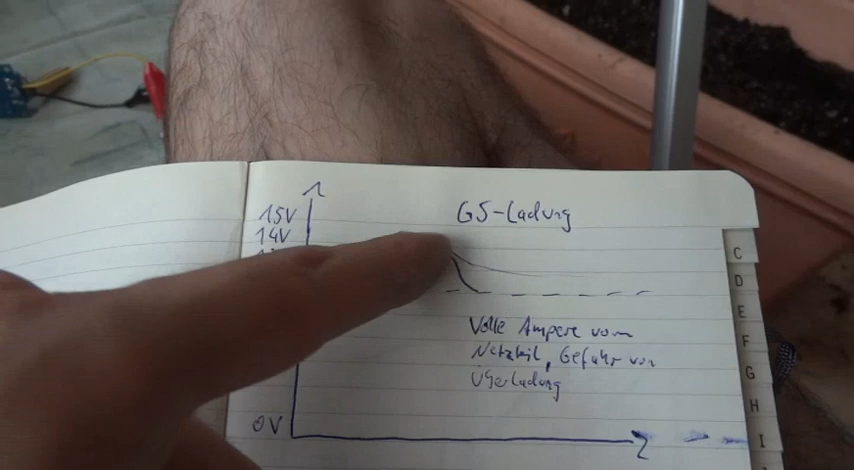 15V
GS-Ladung
14V
Volle Ampere vom
Netzteil, Gefahr von
Überladung
0V
C
D
E
F
G
H
I